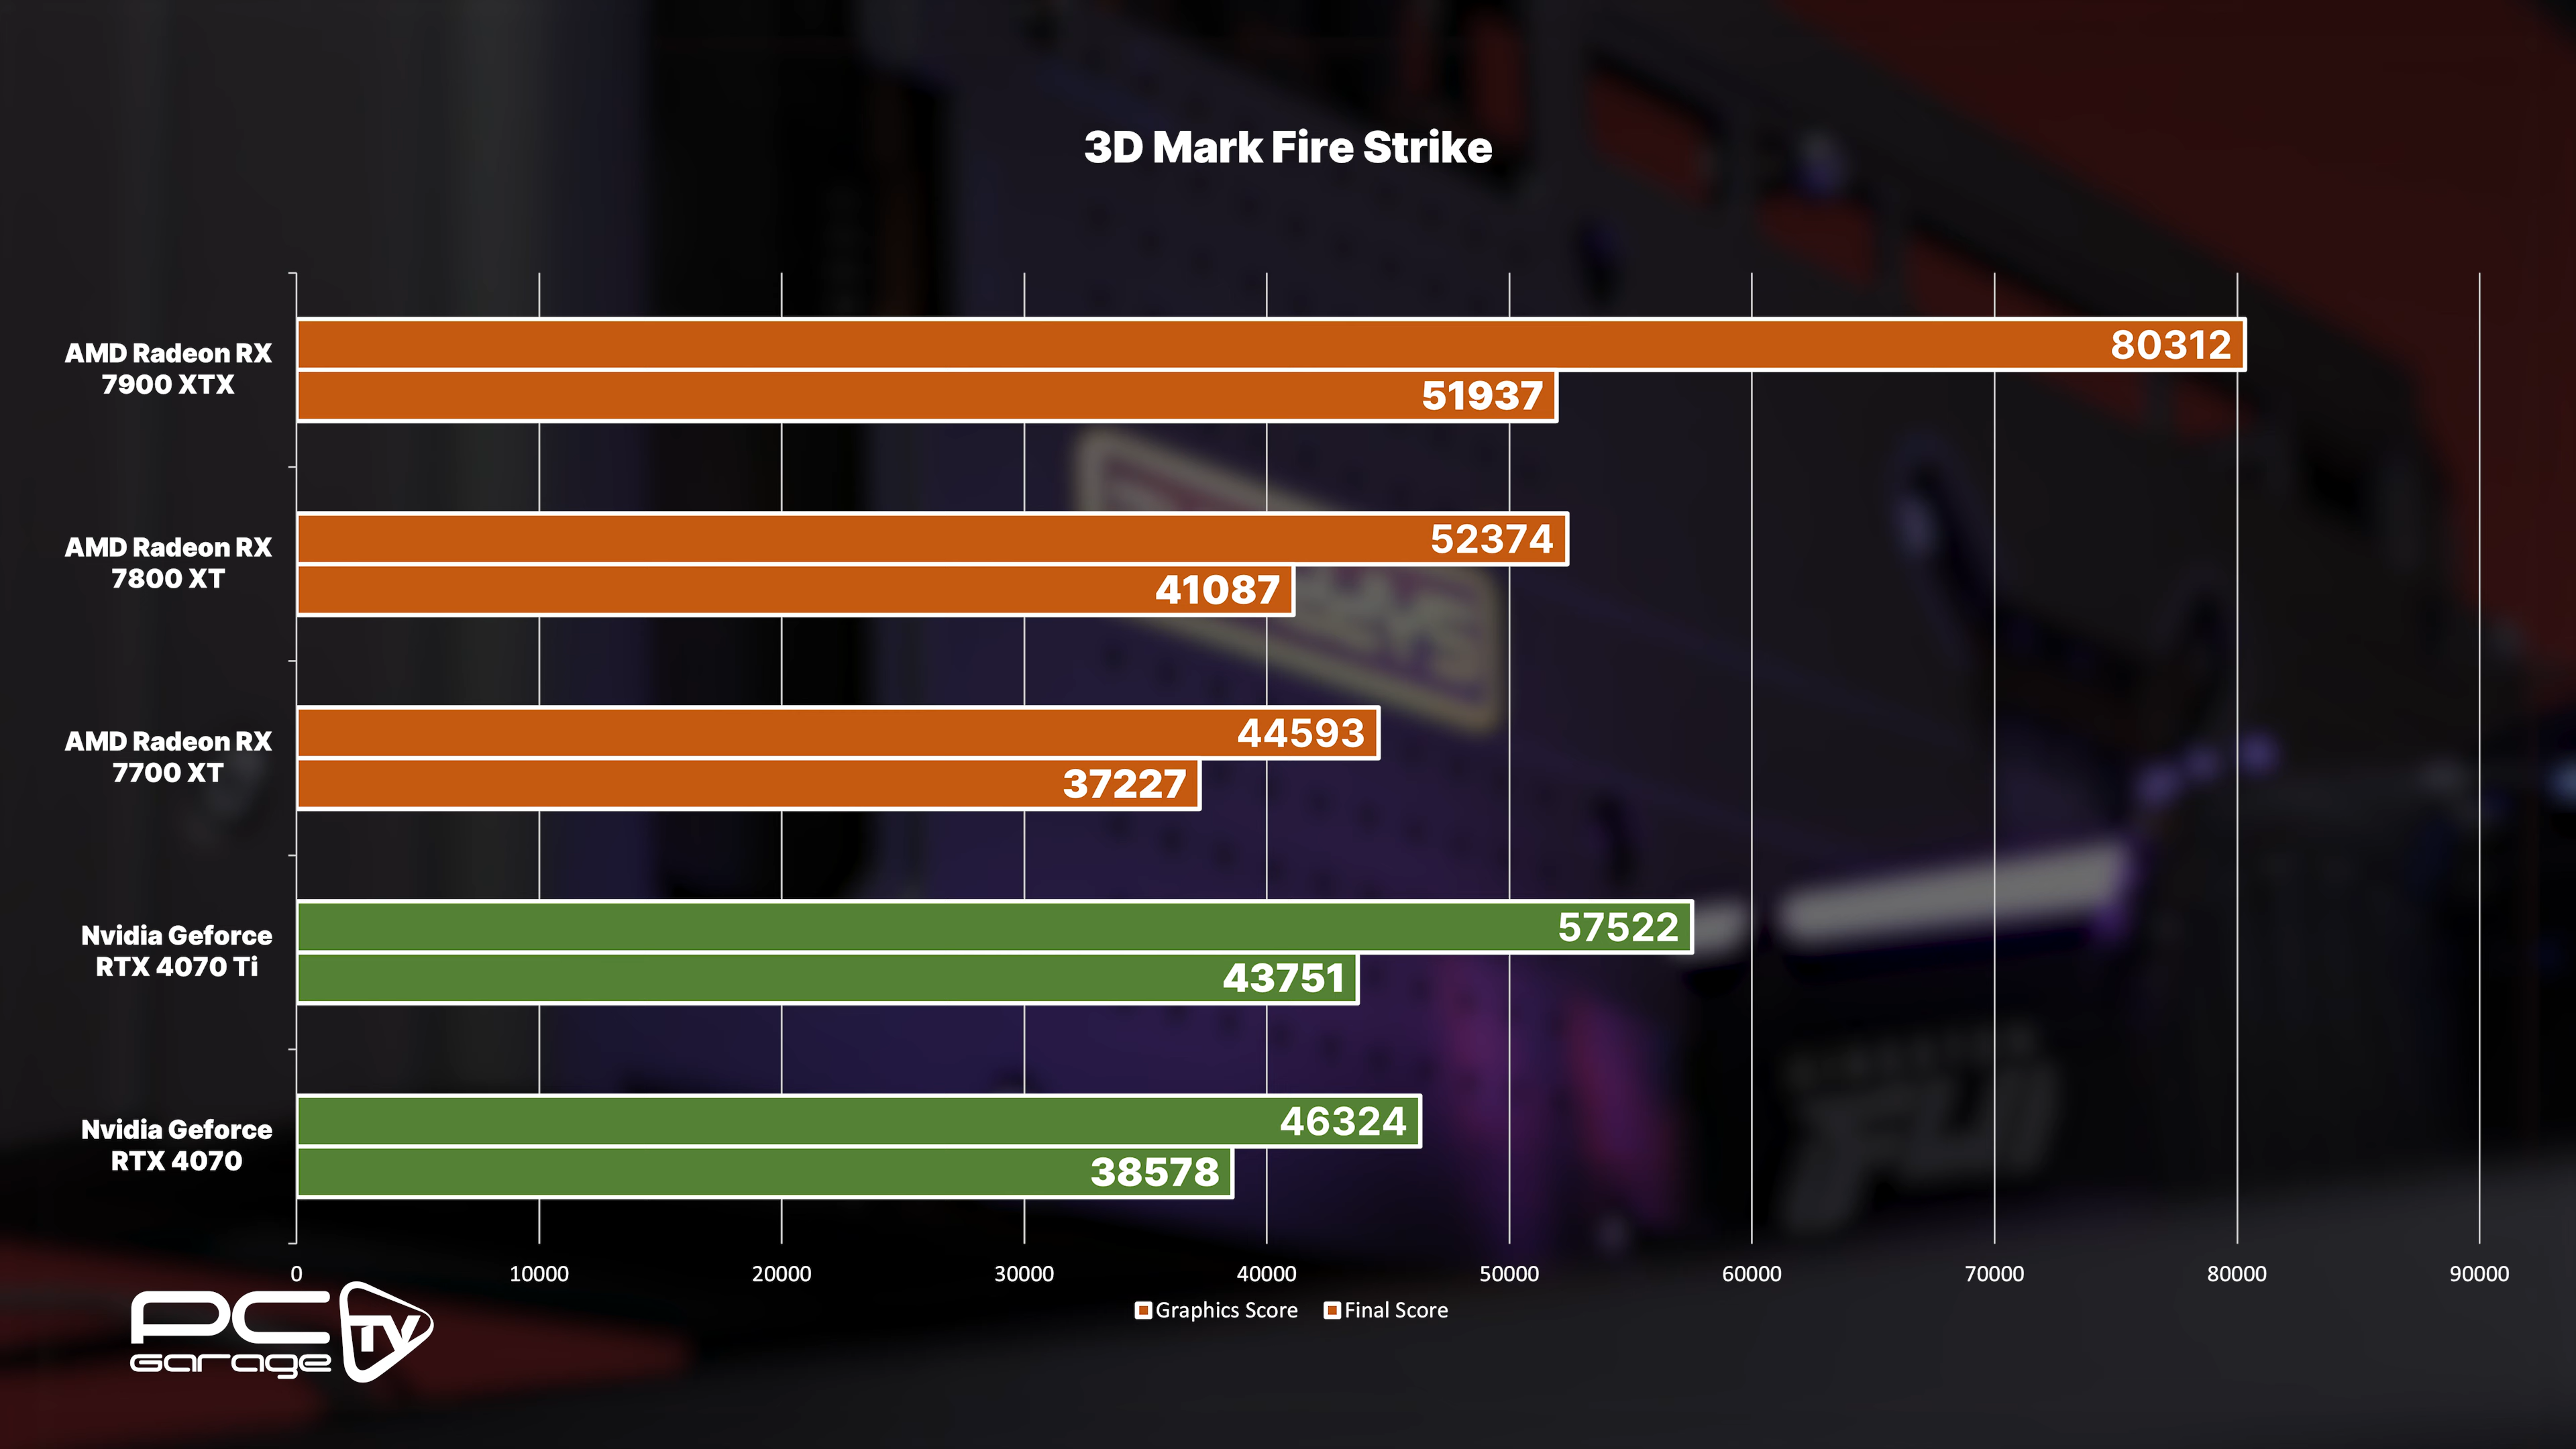 3D Mark Fire Strike
AMD Radeon RX
7900 XTX
80312
51937
AMD Radeon RX
7800 XT
52374
41087
AMD Radeon RX
7700 XT
44593
37227
Nvidia Geforce
RTX 4070 Ti
57522
43751
Nvidia Geforce
RTX 4070
46324
38578
0 10000 20000 30000 40000 50000 60000 70000 80000 90000
Graphics Score Final Score
PC
Garage
TV